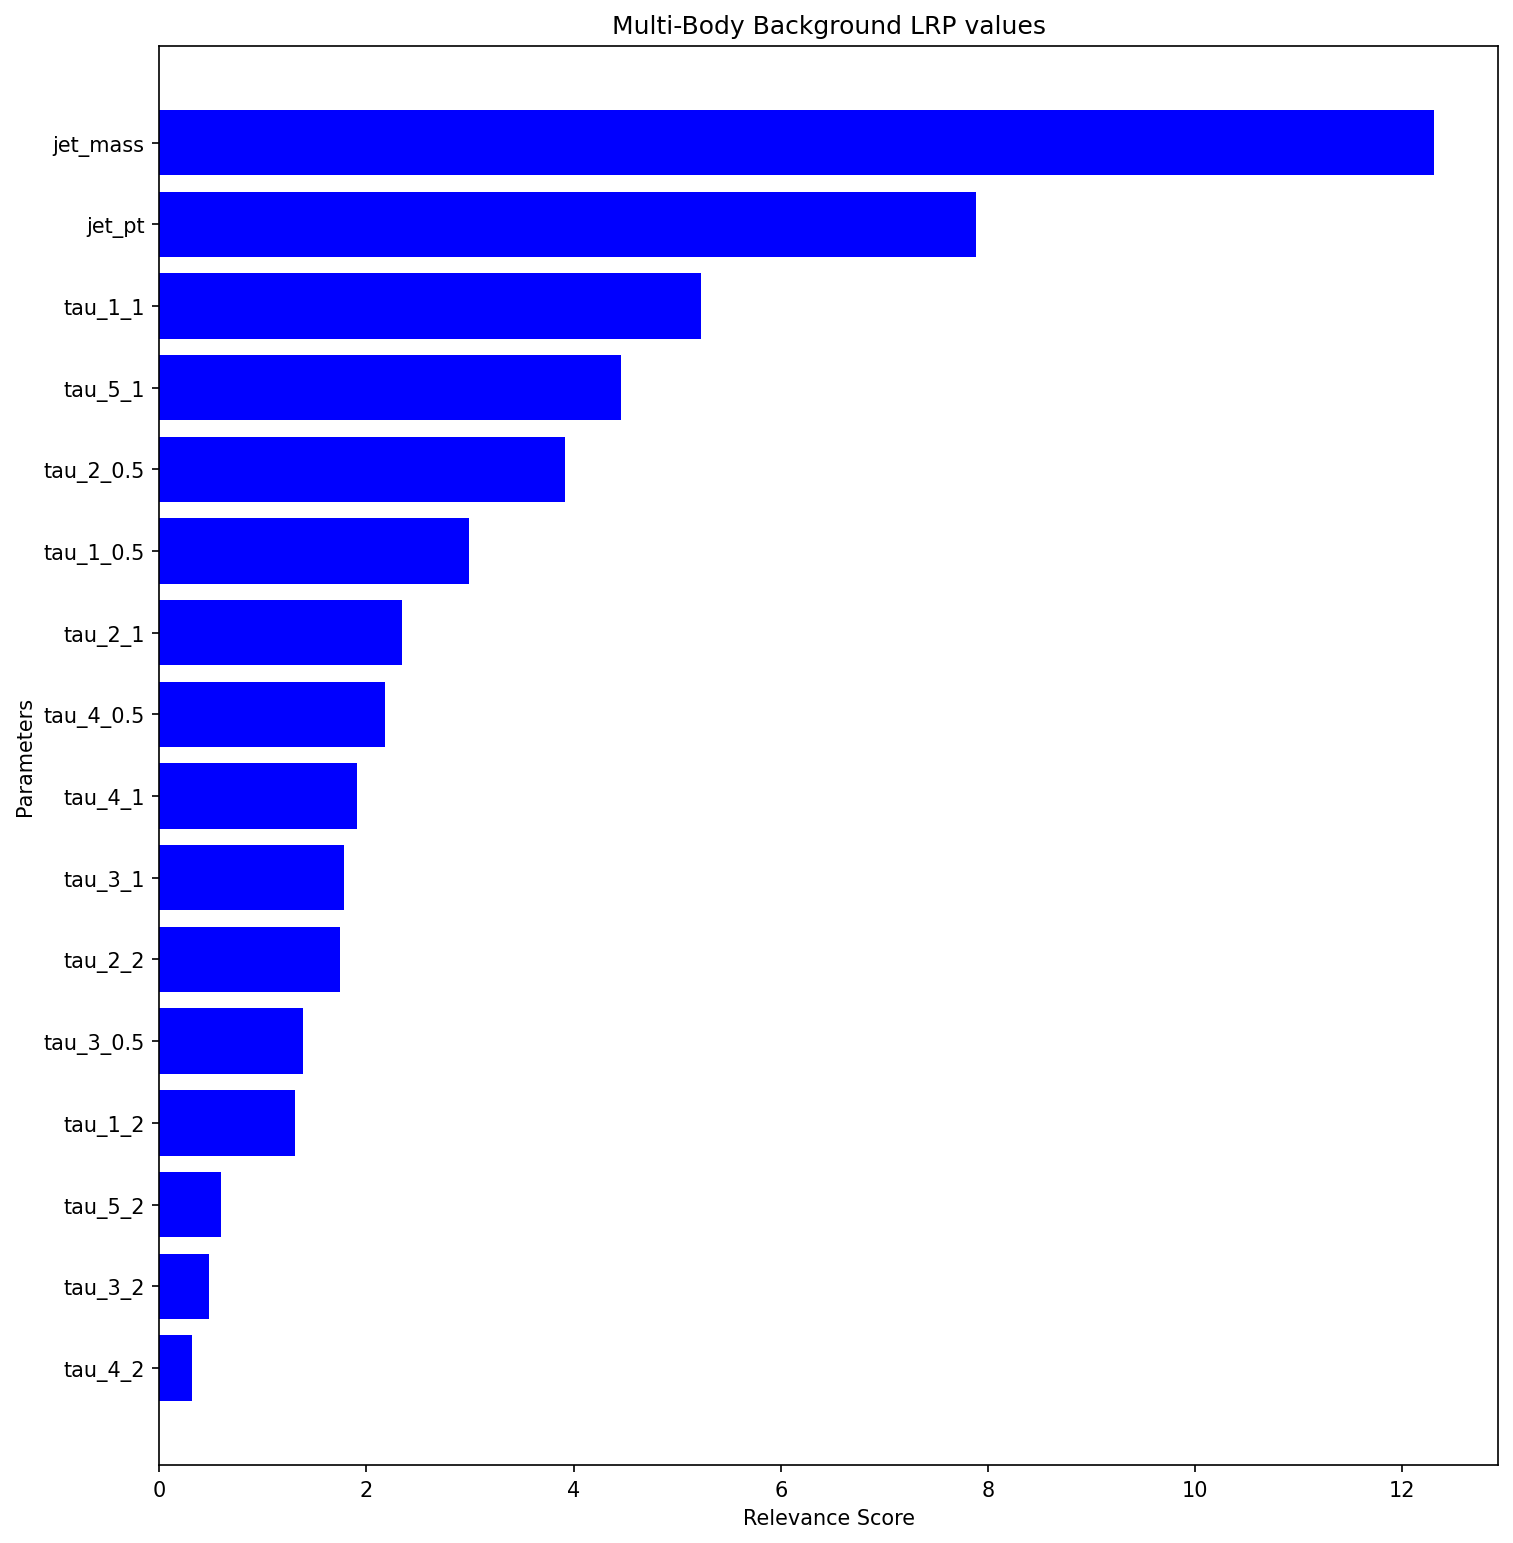 Multi-Body Background LRP values
jet_mass
jet_pt
tau_1_1
tau_5_1
tau_2_0.5
tau_1_0.5
tau_2_1
tau_4_0.5
tau_4_1
tau_3_1
tau_2_2
tau_3_0.5
tau_1_2
tau_5_2
tau_3_2
tau_4_2
Parameters
0 2 4 6 8 10 12
Relevance Score